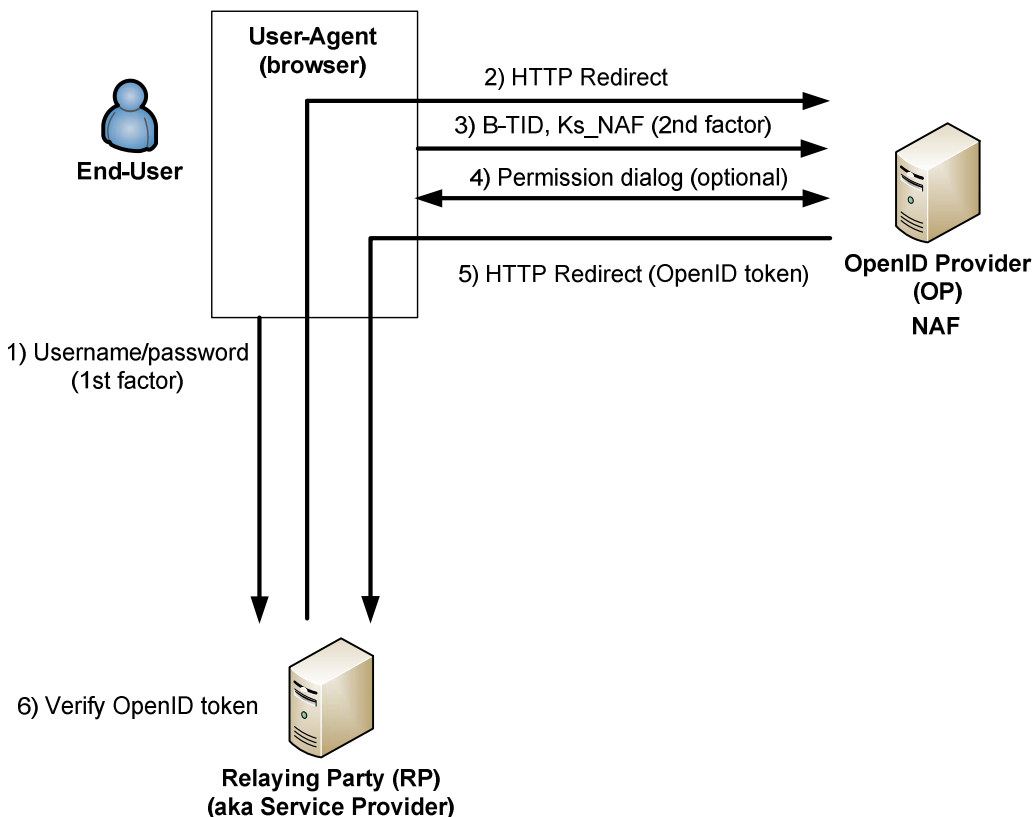 User-Agent
(browser)
End-User
2) HTTP Redirect
3) B-TID, Ks_NAF (2nd factor)
4) Permission dialog (optional)
5) HTTP Redirect (OpenID token)
OpenID Provider
(OP)
NAF
1) Username/password
(1st factor)
6) Verify OpenID token
Relaying Party (RP)
(aka Service Provider)